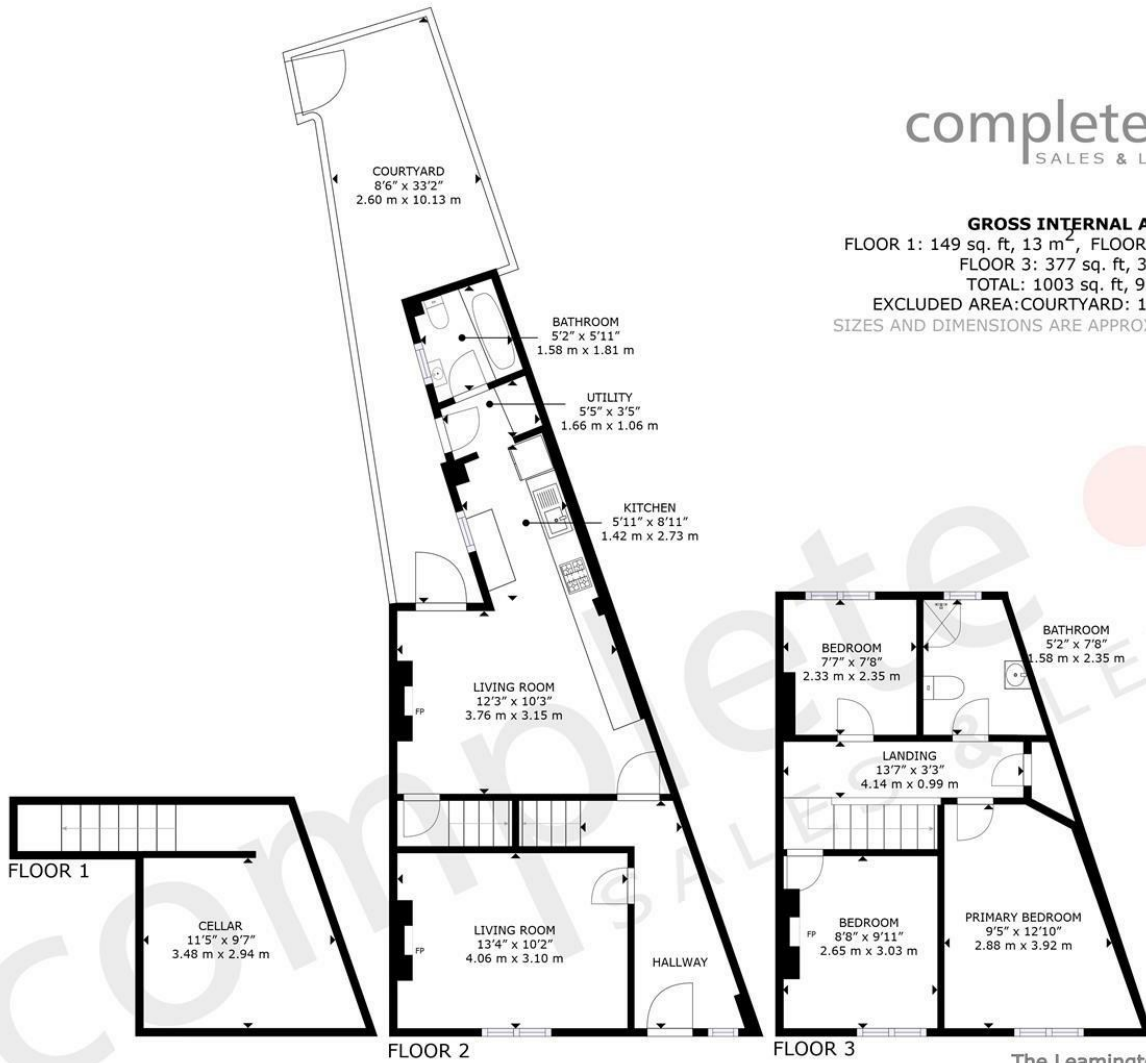 COURTYARD
8'6" x 33'2"
2.60 m x 10.13 m
complete
SALES & L
GROSS INTERNAL A
FLOOR 1: 149 sq. ft, 13 m2, FLOOR
FLOOR 3: 377 sq. ft, 3
TOTAL: 1003 sq. ft, 9
EXCLUDED AREA:COURTYARD: 1
SIZES AND DIMENSIONS ARE APPROX
BATHROOM
5'2" x 5'11"
1.58 m x 1.81 m
UTILITY
5'5" x 3'5"
1.66 m x 1.06 m
KITCHEN
5'11" x 8'11"
1.42 m x 2.73 m
LIVING ROOM
12'3" x 10'3"
3.76 m x 3.15 m
FP
LIVING ROOM
13'4" x 10'2"
4.06 m x 3.10 m
FP
HALLWAY
FLOOR 2
CELLAR
11'5" x 9'7"
3.48 m x 2.94 m
FLOOR 1
BEDROOM
7'7" x 7'8"
2.33 m x 2.35 m
BATHROOM
5'2" x 7'8"
1.58 m x 2.35 m
LANDING
13'7" x 3'3"
4.14 m x 0.99 m
BEDROOM
8'8" x 9'11"
2.65 m x 3.03 m
FP
PRIMARY BEDROOM
9'5" x 12'10"
2.88 m x 3.92 m
FLOOR 3
complete
SALES & LE
The Leamingt